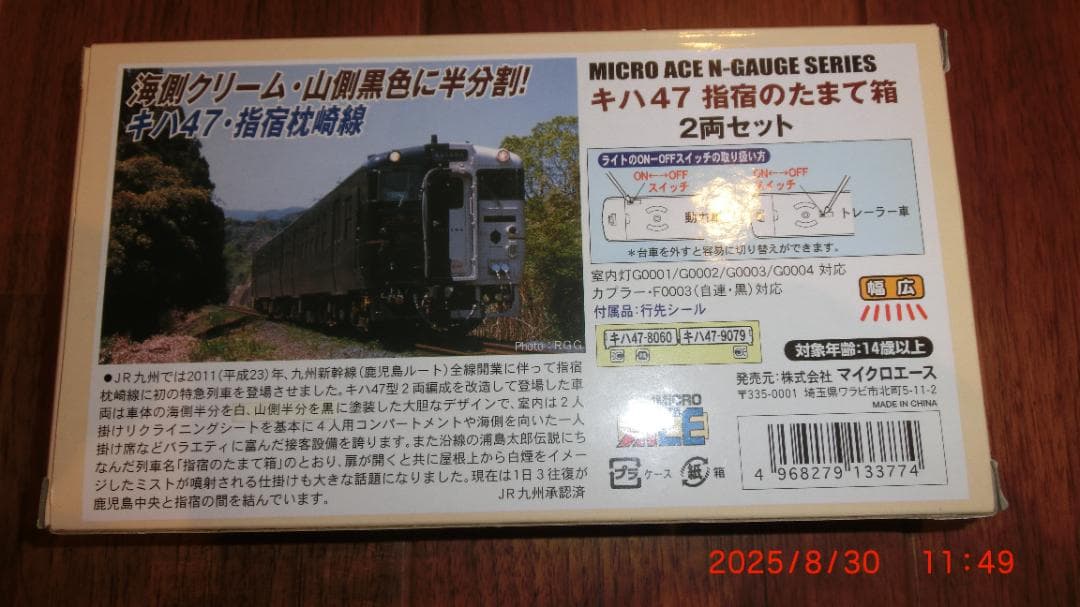 海側クリーム・山側黒色に半分割!
キハ47・指宿枕崎線
Photo：RGG
●JR九州では2011(平成23)年、九州新幹線(鹿児島ルート)全線開業に伴って指宿
枕崎線に初の特急列車を登場させました。キハ47型2両編成を改造して登場した車
両は車体の海側半分を白、山側半分を黒に塗装した大胆なデザインで、室内は2人
掛けリクライニングシートを基本に4人用コンパートメントや海側を向いた一人
掛け席などバラエティに富んだ接客設備を誇ります。また沿線の浦島太郎伝説にち
なんだ列車名「指宿のたまて箱」のとおり、扉が開くと共に屋根上から白煙をイメー
ジしたミストが噴射される仕掛けも大きな話題になりました。現在は1日3往復が
鹿児島中央と指宿の間を結んでいます。
JR九州承認済
MICRO ACE N-GAUGE SERIES
キハ47 指宿のたまて箱
2両セット
ライトのON-OFFスイッチの取り扱い方
ON←→OFF
スイッチ
ON←→OFF
スイッチ
動力
トレーラー車
*台車を外すと容易に切り替えができます。
室内灯G0001/G0002/G0003/G0004 対応
カプラー・F0003(自連・黒)対応
付属品：行先シール
幅広
キハ47-8060
キハ47-9079
対象年齢：14歳以上
発売元：株式会社 マイクロエース
〒335-0001 埼玉県ワラビ市北町5-11-2
MADE IN CHINA
MICRO
ACE
プラ ケース
紙 箱
4 968279 133774
2025/8/30 11:49